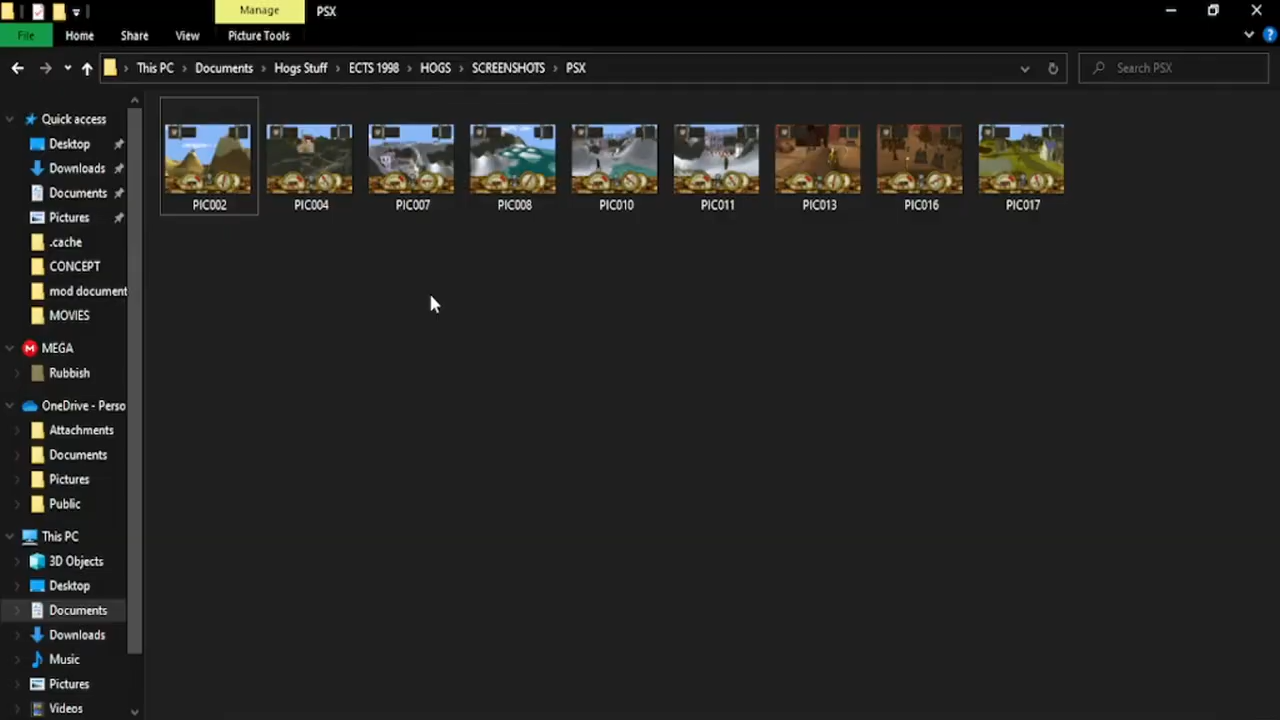 Manage
PSX
File
Home
Share
View
Picture Tools
This PC
Documents
Hogs Stuff
ECTS 1998
HOGS
SCREENSHOTS
PSX
Search PSX
Quick access
Desktop
Downloads
Documents
Pictures
.cache
CONCEPT
mod document
MOVIES
MEGA
Rubbish
OneDrive - Perso
Attachments
Documents
Pictures
Public
This PC
3D Objects
Desktop
Documents
Downloads
Music
Pictures
Videos
PIC002
PIC004
PIC007
PIC008
PIC010
PIC011
PIC013
PIC016
PIC017